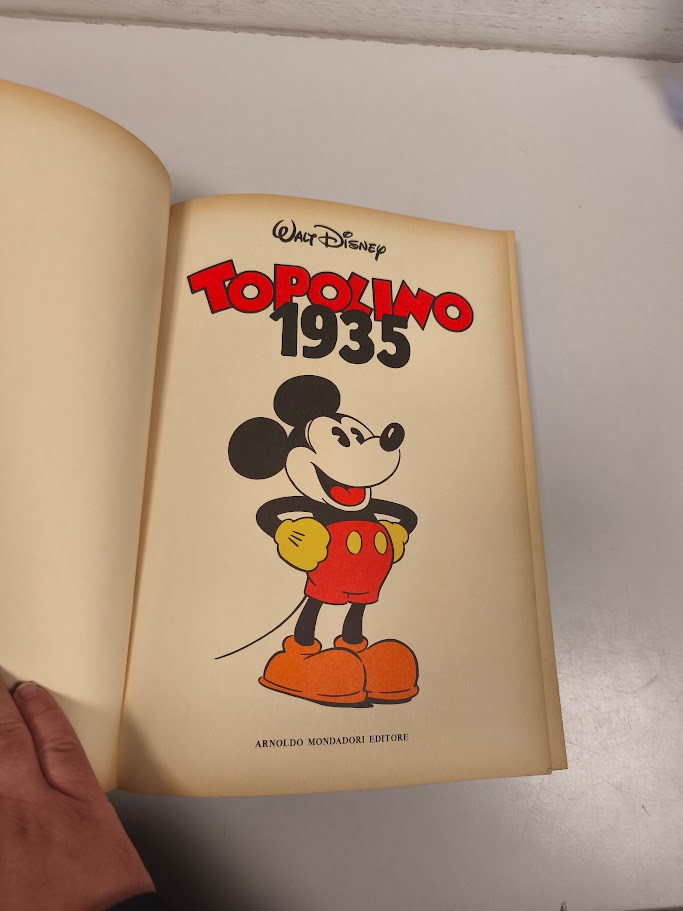 WALT DISNEY
TOPOLINO
1935
ARNOLDO MONDADORI EDITORE